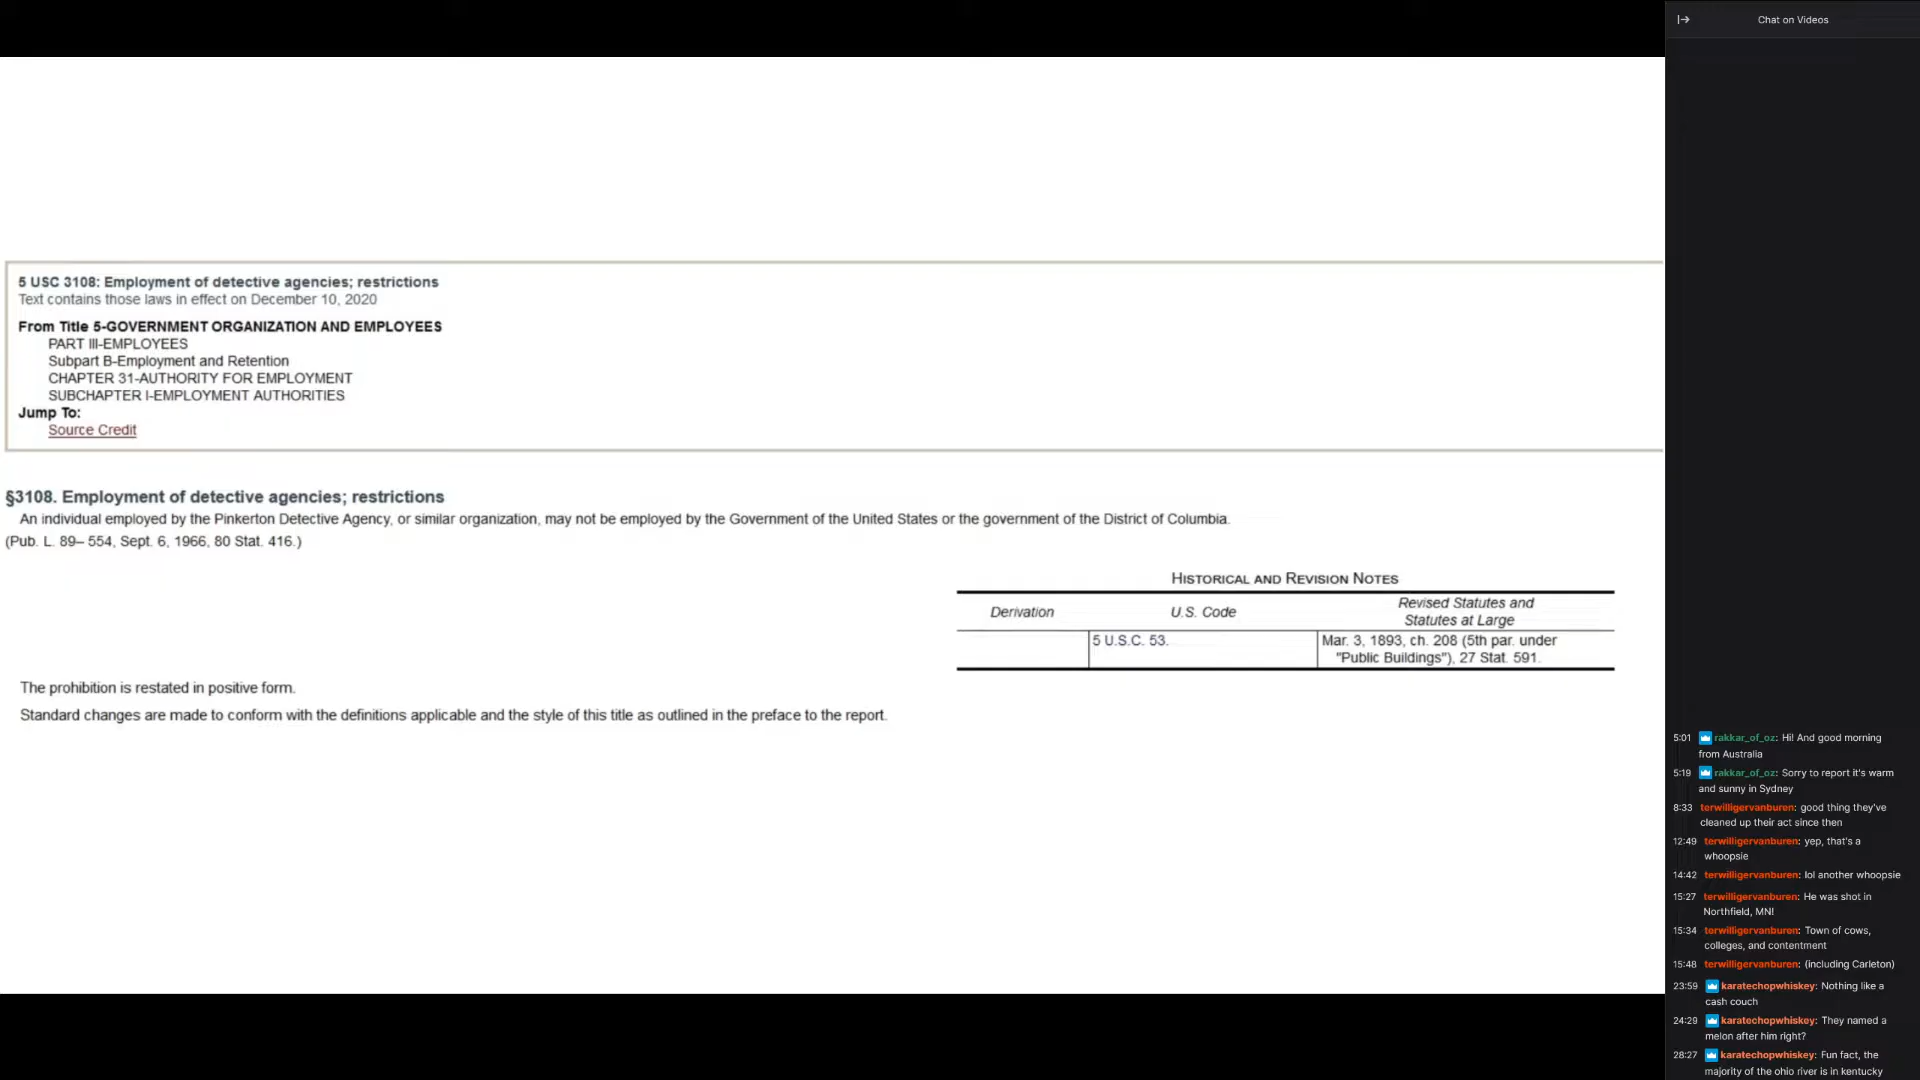 Chat on Videos
5 USC 3108: Employment of detective agencies; restrictions
Text contains those laws in effect on December 10, 2020
From Title 5-GOVERNMENT ORGANIZATION AND EMPLOYEES
PART III-EMPLOYEES
Subpart B-Employment and Retention
CHAPTER 31-AUTHORITY FOR EMPLOYMENT
SUBCHAPTER I-EMPLOYMENT AUTHORITIES
Jump To:
Source Credit
§3108. Employment of detective agencies; restrictions
An individual employed by the Pinkerton Detective Agency, or similar organization, may not be employed by the Government of the United States or the government of the District of Columbia.
(Pub. L. 89– 554, Sept. 6, 1966, 80 Stat. 416.)
HISTORICAL AND REVISION NOTES
Derivation U.S. Code Revised Statutes and
Statutes at Large
5 U.S.C. 53. Mar. 3, 1893, ch. 208 (5th par. under
"Public Buildings"), 27 Stat. 591.
The prohibition is restated in positive form.
Standard changes are made to conform with the definitions applicable and the style of this title as outlined in the preface to the report.
5:01 rakkar_of_oz: Hi! And good morning
from Australia
5:19 rakkar_of_oz: Sorry to report it's warm
and sunny in Sydney
8:33 terwilligervanburen: good thing they've
cleaned up their act since then
12:49 terwilligervanburen: yep, that's a
whoopsie
14:42 terwilligervanburen: lol another whoopsie
15:27 terwilligervanburen: He was shot in
Northfield, MN!
15:34 terwilligervanburen: Town of cows,
colleges, and contentment
15:48 terwilligervanburen: (including Carleton)
23:59 karatechopwhiskey: Nothing like a
cash couch
24:29 karatechopwhiskey: They named a
melon after him right?
28:27 karatechopwhiskey: Fun fact, the
majority of the ohio river is in kentucky